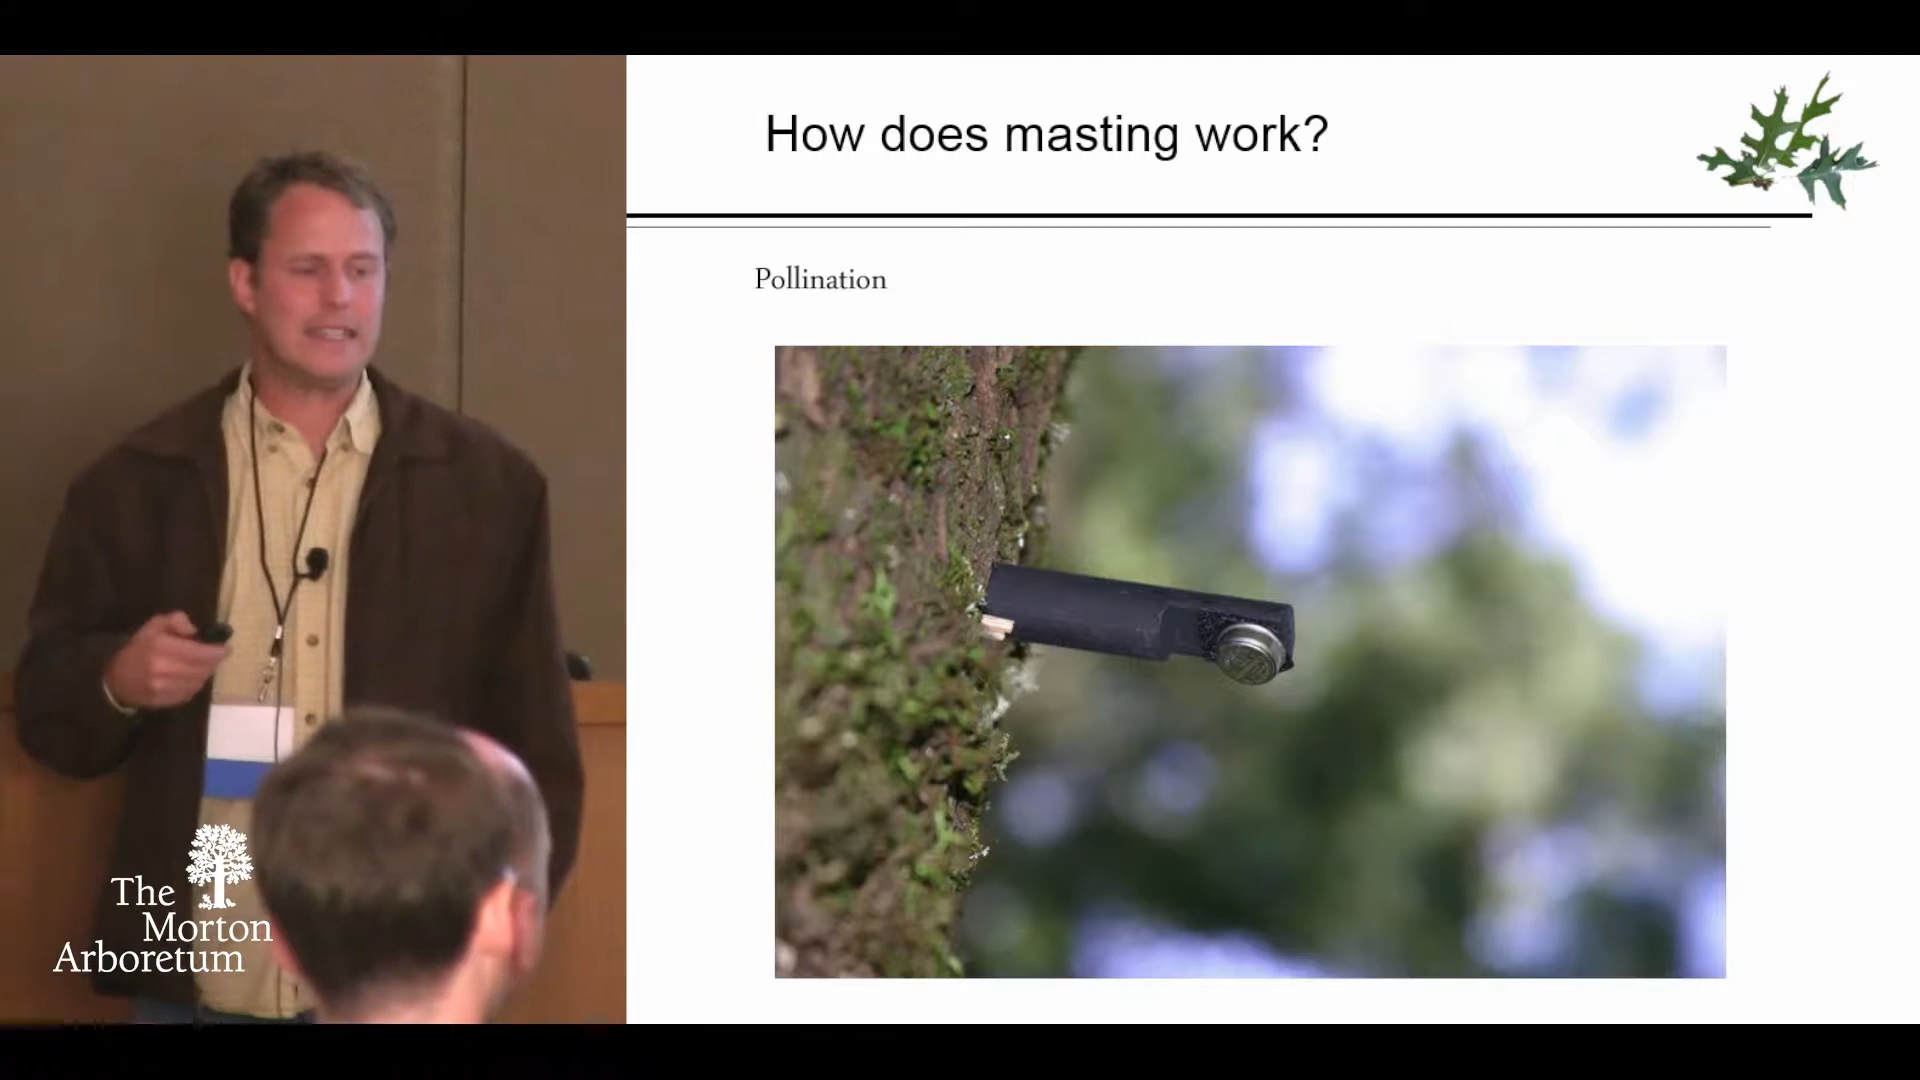 How does masting work?
Pollination
The
Morton
Arboretum